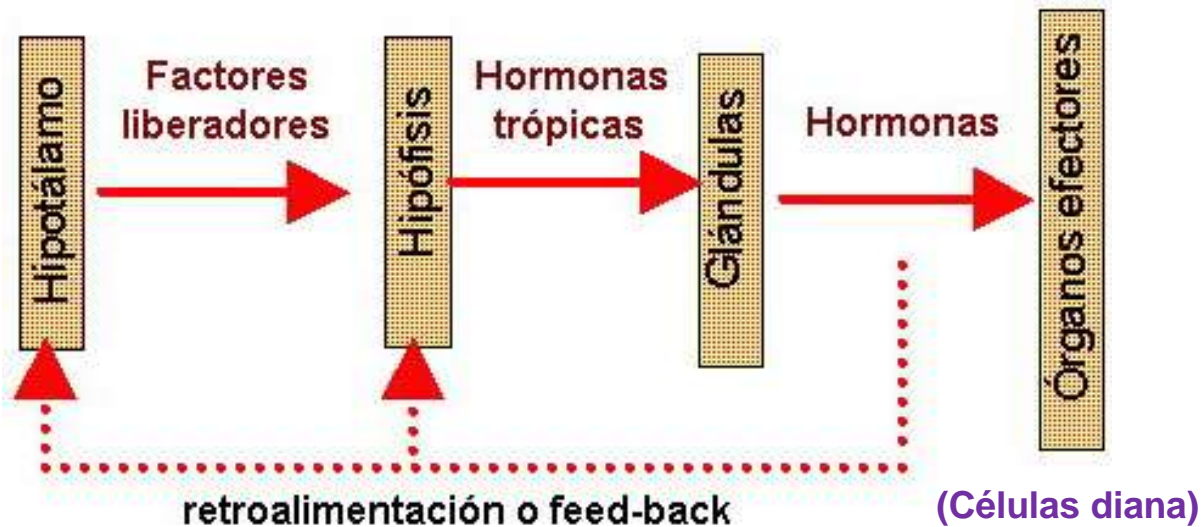 Hipotálamo
Factores
liberadores
Hipófisis
Hormonas
trópicas
Glándulas
Hormonas
Órganos efectores
retroalimentación o feed-back
(Células diana)